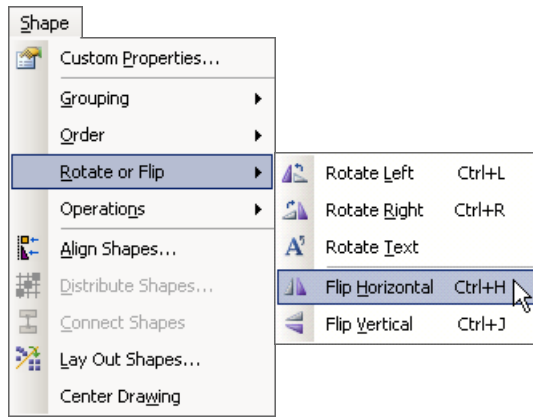 Shape
Custom Properties...
Grouping
Order
Rotate or Flip
Operations
Align Shapes...
Distribute Shapes...
Connect Shapes
Lay Out Shapes...
Center Drawing
Rotate Left Ctrl+L
Rotate Right Ctrl+R
Rotate Text
Flip Horizontal Ctrl+H
Flip Vertical Ctrl+J